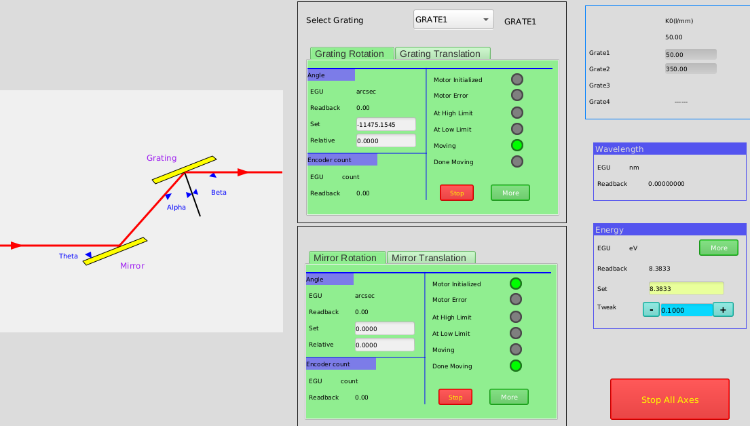 Select Grating
GRATE1
GRATE1
Grating Rotation
Grating Translation
Angle
EGU arcsec
Readback 0.00
Set -11475.1545
Relative 0.0000
Encoder count
EGU count
Readback 0.00
Motor Initialized
Motor Error
At High Limit
At Low Limit
Moving
Done Moving
Stop
More
Grating
Beta
Alpha
Theta
Mirror
Mirror Rotation
Mirror Translation
Angle
EGU arcsec
Readback 0.00
Set 0.0000
Relative 0.0000
Encoder count
EGU count
Readback 0.00
Motor Initialized
Motor Error
At High Limit
At Low Limit
Moving
Done Moving
Stop
More
K0(l/mm)
50.00
Grate1 50.00
Grate2 350.00
Grate3
Grate4 -----
Wavelength
EGU nm
Readback 0.00000000
Energy
EGU eV
More
Readback 8.3833
Set 8.3833
Tweak - 0.1000 +
Stop All Axes